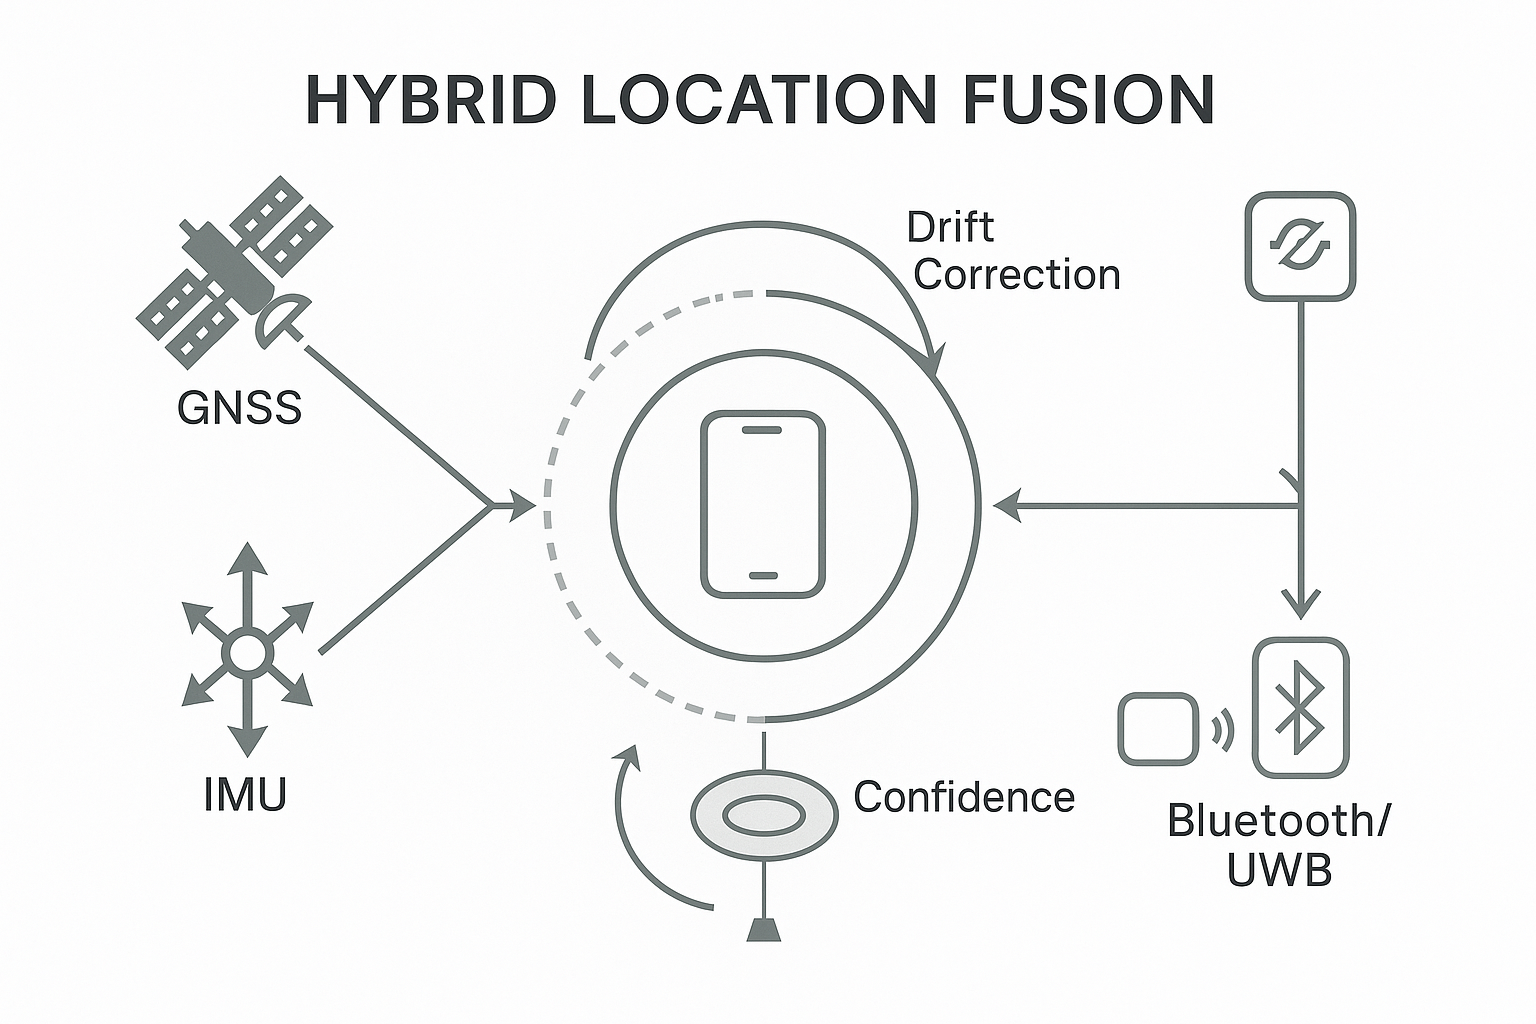 HYBRID LOCATION FUSION
Drift
Correction
GNSS
IMU
Confidence
Bluetooth/
UWB